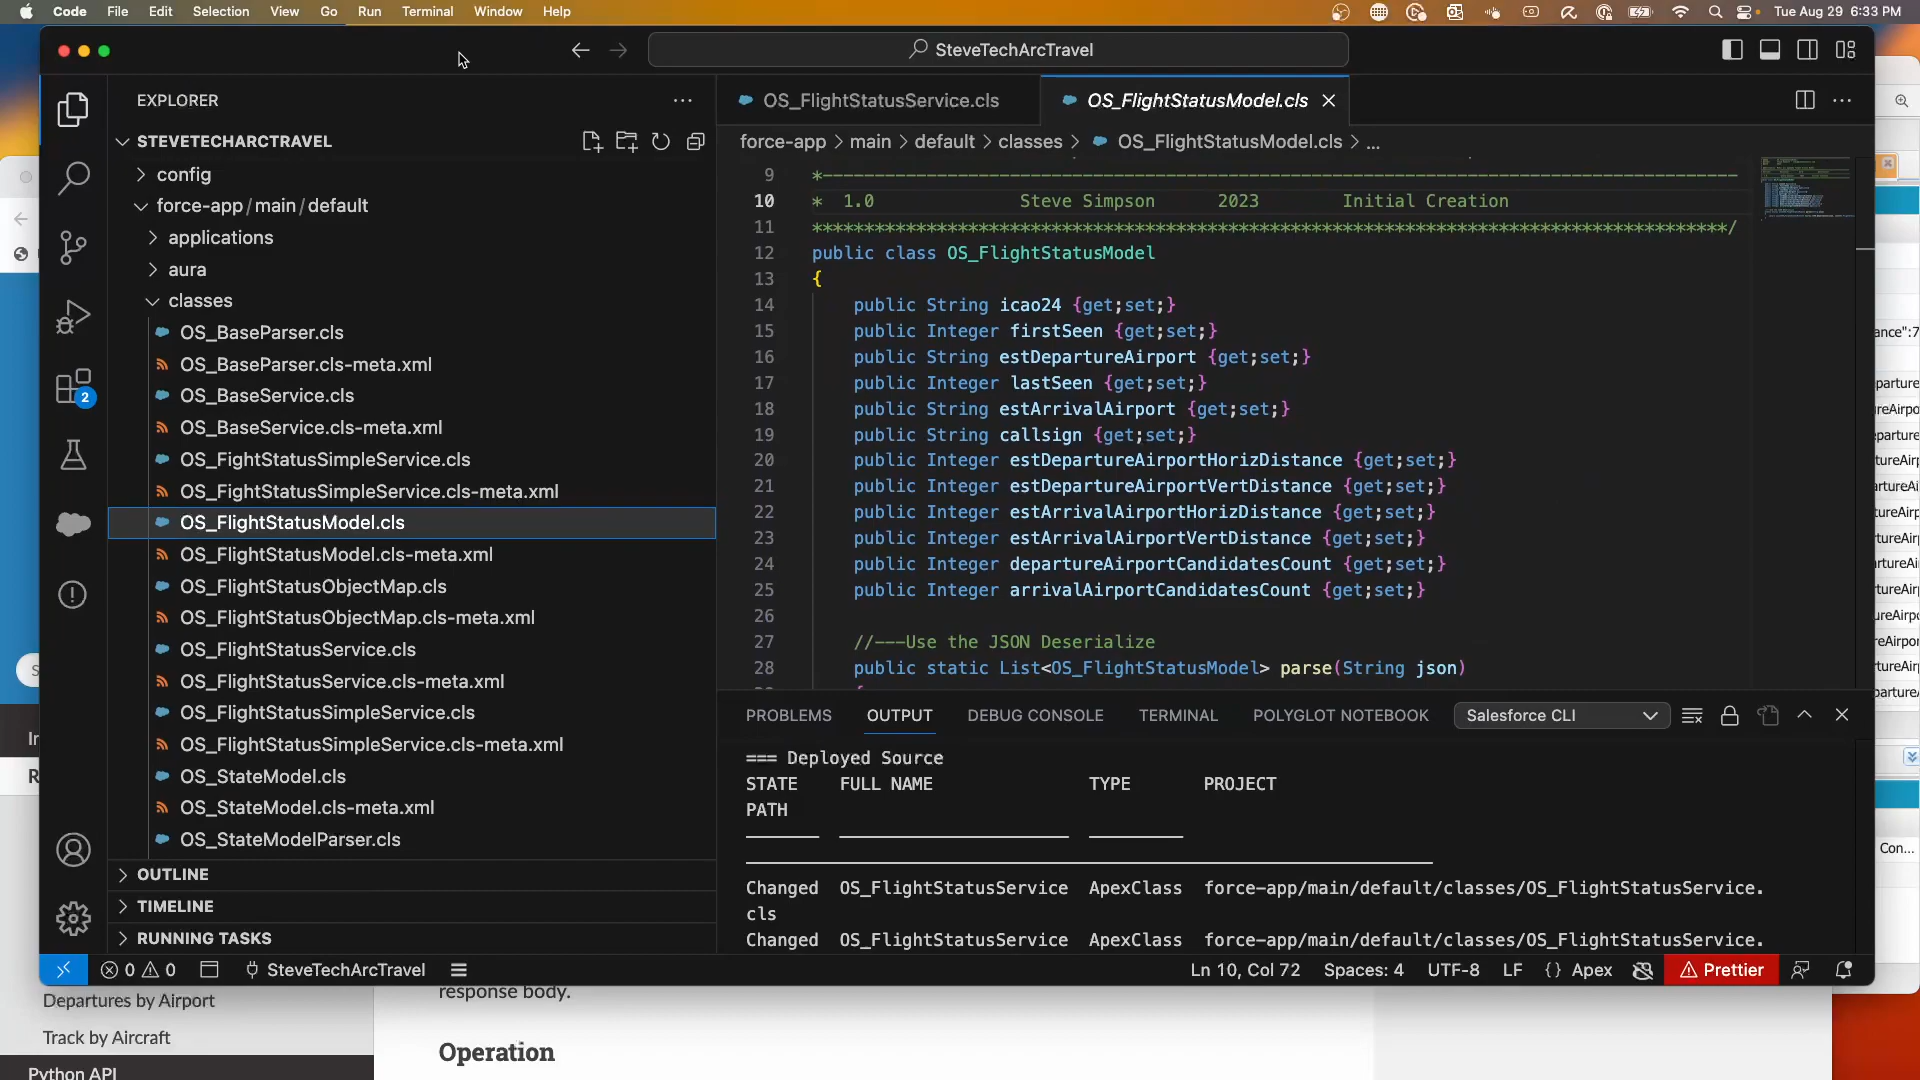 Code File Edit Selection View Go Run Terminal Window Help
Tue Aug 29 6:33 PM
SteveTechArcTravel
EXPLORER
STEVETECHARCTRAVEL
config
force-app/main/default
applications
aura
classes
OS_BaseParser.cls
OS_BaseParser.cls-meta.xml
OS_BaseService.cls
OS_BaseService.cls-meta.xml
OS_FightStatusSimpleService.cls
OS_FightStatusSimpleService.cls-meta.xml
OS_FlightStatusModel.cls
OS_FlightStatusModel.cls-meta.xml
OS_FlightStatusObjectMap.cls
OS_FlightStatusObjectMap.cls-meta.xml
OS_FlightStatusService.cls
OS_FlightStatusService.cls-meta.xml
OS_FlightStatusSimpleService.cls
OS_FlightStatusSimpleService.cls-meta.xml
OS_StateModel.cls
OS_StateModel.cls-meta.xml
OS_StateModelParser.cls
OUTLINE
TIMELINE
RUNNING TASKS
2
OS_FlightStatusService.cls OS_FlightStatusModel.cls
force-app > main > default > classes > OS_FlightStatusModel.cls > ...
9 *----------------------------------------------------------------------------------------
10 * 1.0 Steve Simpson 2023 Initial Creation
11 ****************************************************************************************/
12 public class OS_FlightStatusModel
13 {
14 public String icao24 {get;set;}
15 public Integer firstSeen {get;set;}
16 public String estDepartureAirport {get;set;}
17 public Integer lastSeen {get;set;}
18 public String estArrivalAirport {get;set;}
19 public String callsign {get;set;}
20 public Integer estDepartureAirportHorizDistance {get;set;}
21 public Integer estDepartureAirportVertDistance {get;set;}
22 public Integer estArrivalAirportHorizDistance {get;set;}
23 public Integer estArrivalAirportVertDistance {get;set;}
24 public Integer departureAirportCandidatesCount {get;set;}
25 public Integer arrivalAirportCandidatesCount {get;set;}
26
27 //---Use the JSON Deserialize
28 public static List<OS_FlightStatusModel> parse(String json)
PROBLEMS OUTPUT DEBUG CONSOLE TERMINAL POLYGLOT NOTEBOOK Salesforce CLI
=== Deployed Source
STATE FULL NAME TYPE PROJECT
PATH
Changed OS_FlightStatusService ApexClass force-app/main/default/classes/OS_FlightStatusService.
cls
Changed OS_FlightStatusService ApexClass force-app/main/default/classes/OS_FlightStatusService.
0 0 SteveTechArcTravel
Ln 10, Col 72 Spaces: 4 UTF-8 LF {} Apex Prettier
Departures by Airport
Track by Aircraft
Python API
response body.
Operation
Con...